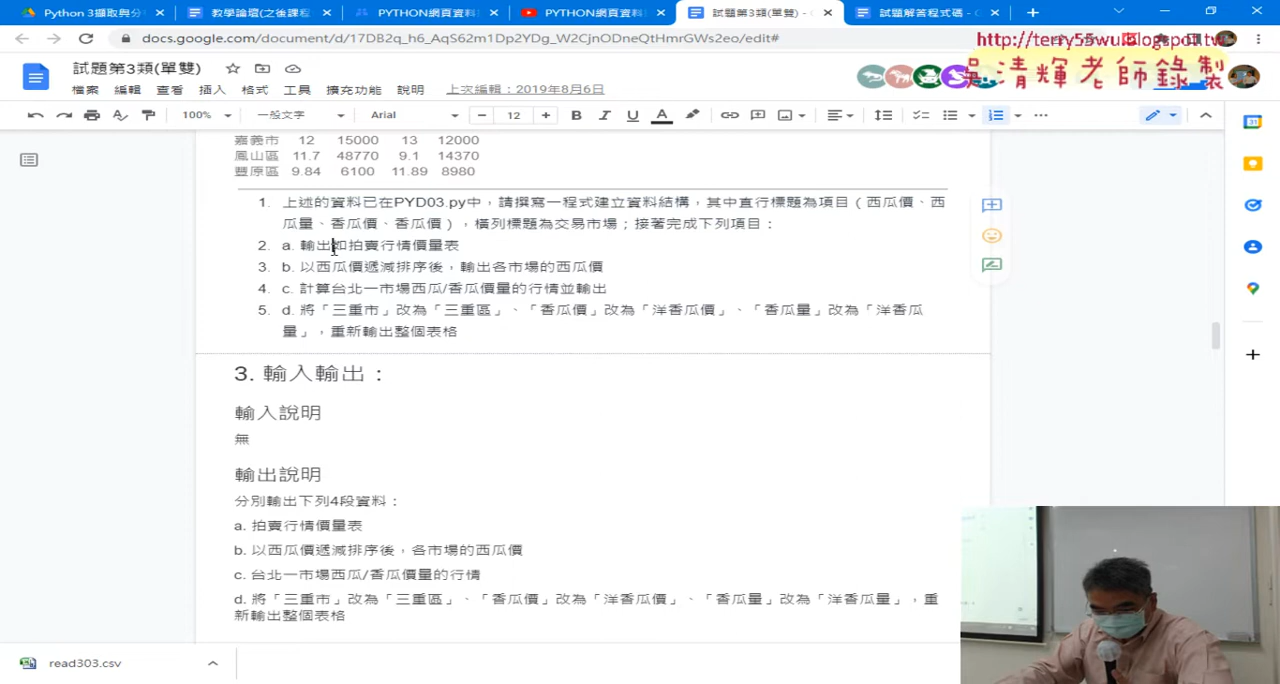 Python 3擷取與分
教學論壇(之後課程
PYTHON網頁資料
PYTHON網頁資料
試題第3類(單雙) -
試題解答程式碼 -
docs.google.com/document/d/17DB2q_h6_AqS62m1Dp2YDg_W2CjnODneQtHmrGWs2eo/edit#
http://terry55wu.blogspot.tw
吳清輝老師錄製
試題第3類(單雙)
檔案 編輯 查看 插入 格式 工具 擴充功能 說明 上次編輯:2019年8月6日
100% 一般文字 Arial 12
嘉義市 12 15000 13 12000
鳳山區 11.7 48770 9.1 14370
豐原區 9.84 6100 11.89 8980
1. 上述的資料已在PYD03.py中,請撰寫一程式建立資料結構,其中直行標題為項目(西瓜價、西
瓜量、香瓜價、香瓜價),橫列標題為交易市場;接著完成下列項目:
2. a. 輸出如拍賣行情價量表
3. b. 以西瓜價遞減排序後,輸出各市場的西瓜價
4. c. 計算台北一市場西瓜/香瓜價量的行情並輸出
5. d. 將「三重市」改為「三重區」、「香瓜價」改為「洋香瓜價」、「香瓜量」改為「洋香瓜
量」,重新輸出整個表格
3. 輸入輸出:
輸入說明
無
輸出說明
分別輸出下列4段資料:
a. 拍賣行情價量表
b. 以西瓜價遞減排序後,各市場的西瓜價
c. 台北一市場西瓜/香瓜價量的行情
d. 將「三重市」改為「三重區」、「香瓜價」改為「洋香瓜價」、「香瓜量」改為「洋香瓜量」,重
新輸出整個表格
read303.csv